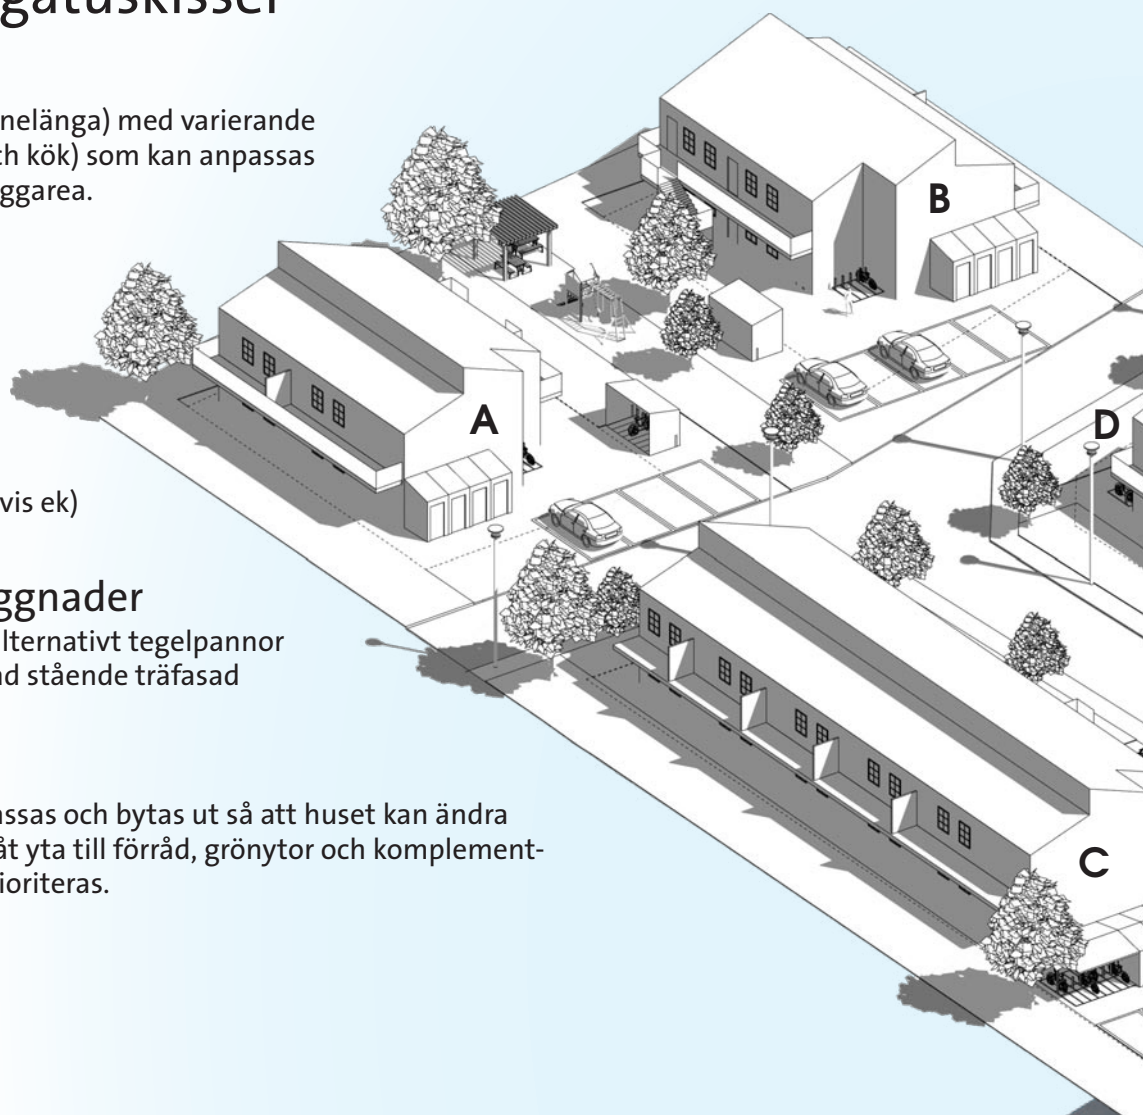 gatuskisser
nelänga) med varierande
ch kök) som kan anpassas
ggarea.
vis ek)
ggnader
lternativt tegelpannor
nd stående träfasad
assas och bytas ut så att huset kan ändra
åt yta till förråd, grönytor och komplement-
ioriteras.
B
A
D
C